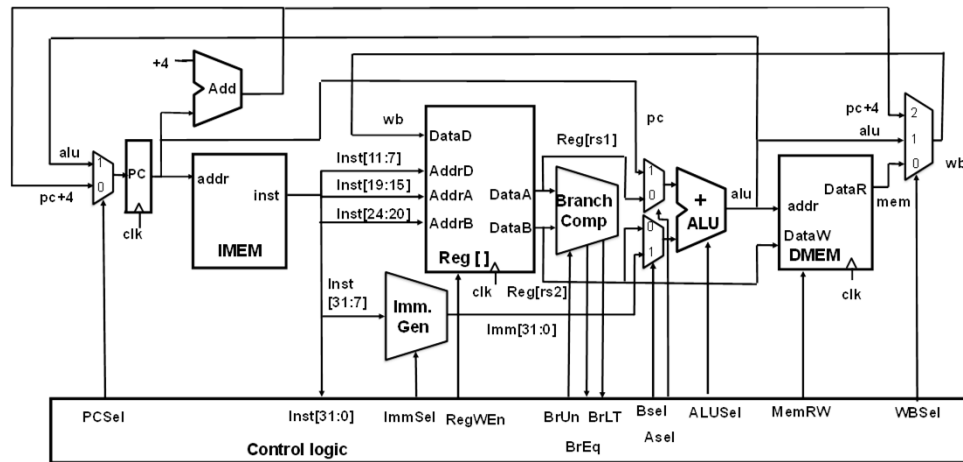 +4
Add
alu
1
0
pc+4
PC
clk
addr
inst
IMEM
wb
Inst[11:7]
Inst[19:15]
Inst[24:20]
DataD
AddrD
AddrA
AddrB
DataA
DataB
Reg [ ]
clk
Inst
[31:7]
Imm.
Gen
Imm[31:0]
Reg[rs1]
Reg[rs2]
Branch
Comp
pc
1
0
0
1
+
ALU
alu
addr
DataW
DataR
DMEM
clk
mem
pc+4
alu
2
1
0
wb
PCSel
Inst[31:0]
ImmSel
RegWEn
BrUn
BrEq
BrLT
Bsel
Asel
ALUSel
MemRW
WBSel
Control logic